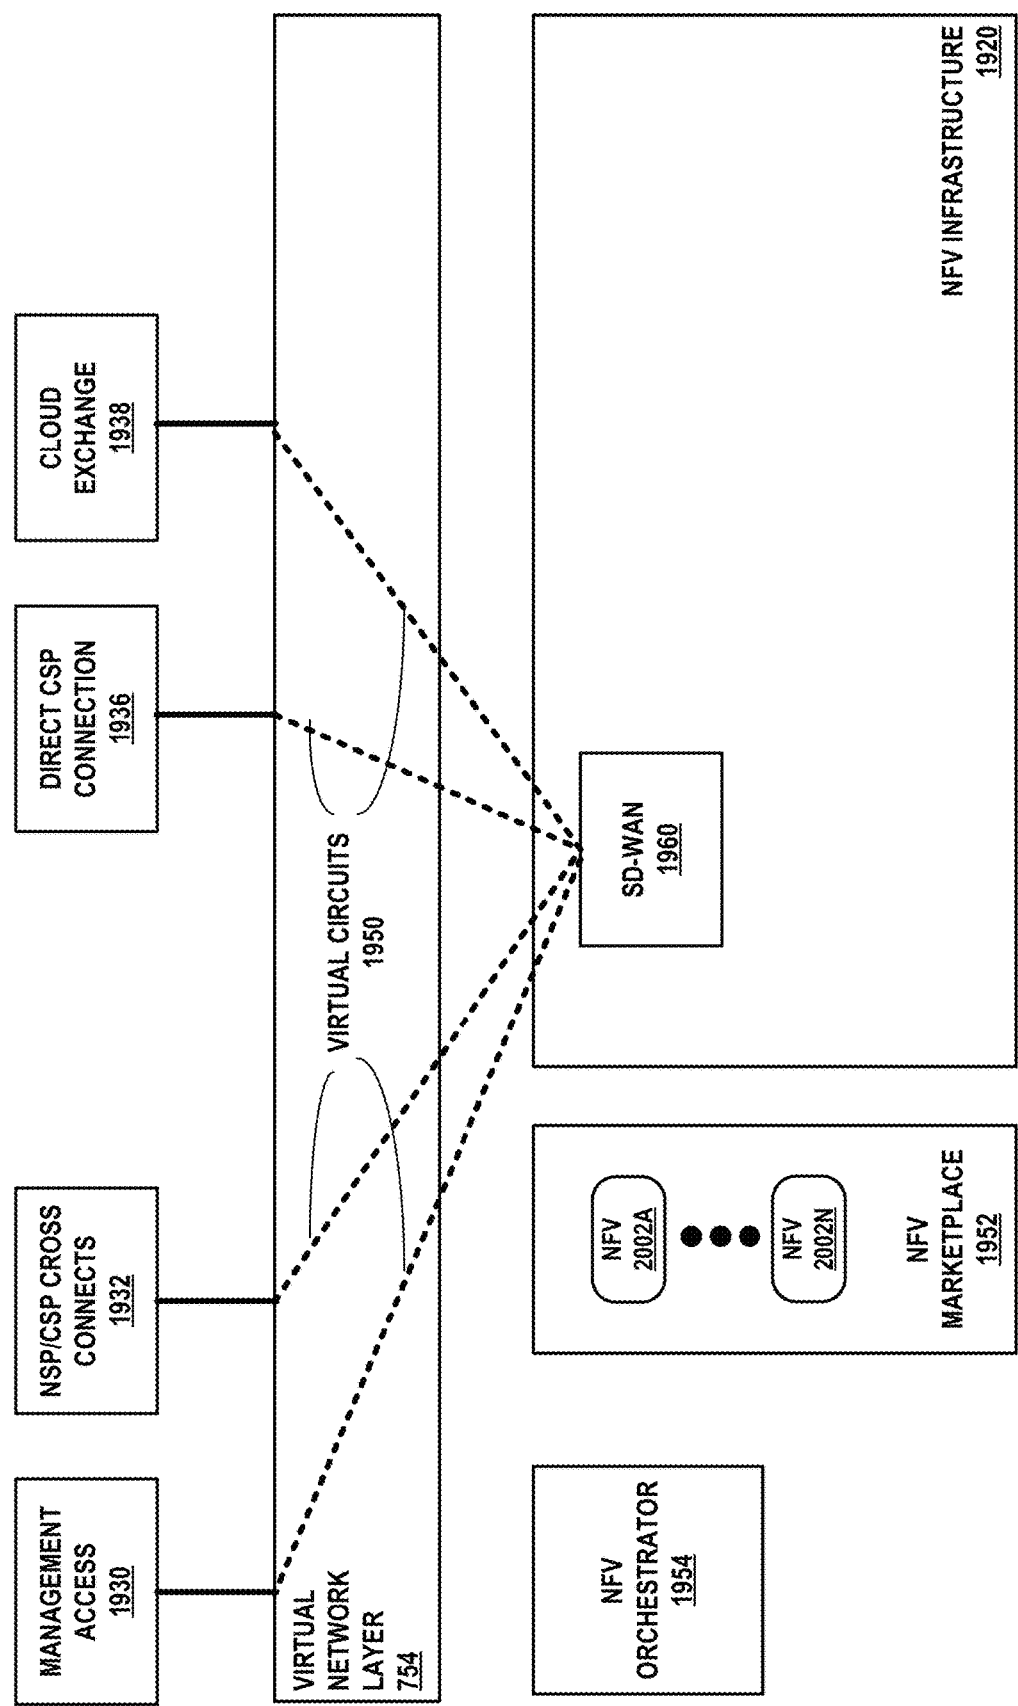 MANAGEMENT
ACCESS
1930
NSP/CSP CROSS
CONNECTS
1932
DIRECT CSP
CONNECTION
1936
CLOUD
EXCHANGE
1938
VIRTUAL
NETWORK
LAYER
754
VIRTUAL CIRCUITS
1950
NFV
ORCHESTRATOR
1954
NFV
2002A
NFV
2002N
NFV
MARKETPLACE
1952
SD-WAN
1960
NFV INFRASTRUCTURE
1920